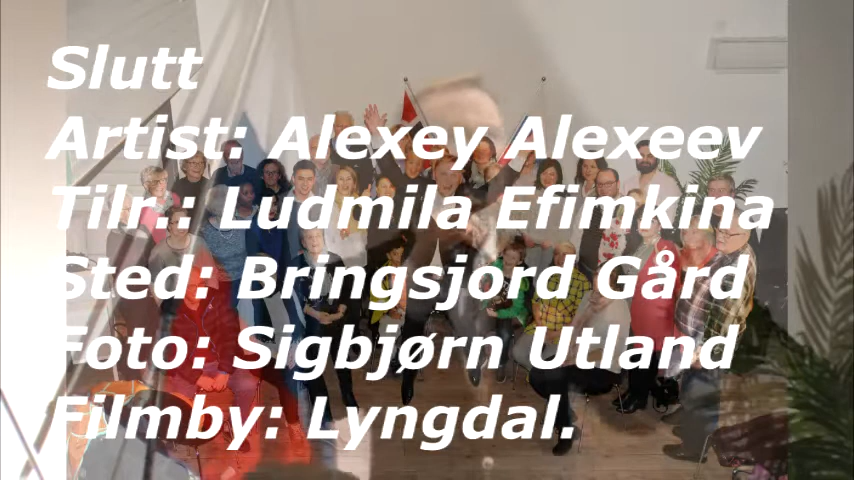 Slutt
Artist: Alexey Alexeev
Tilr.: Ludmila Efimkina
Sted: Bringsjord Gård
Foto: Sigbjørn Utland
Filmby: Lyngdal.